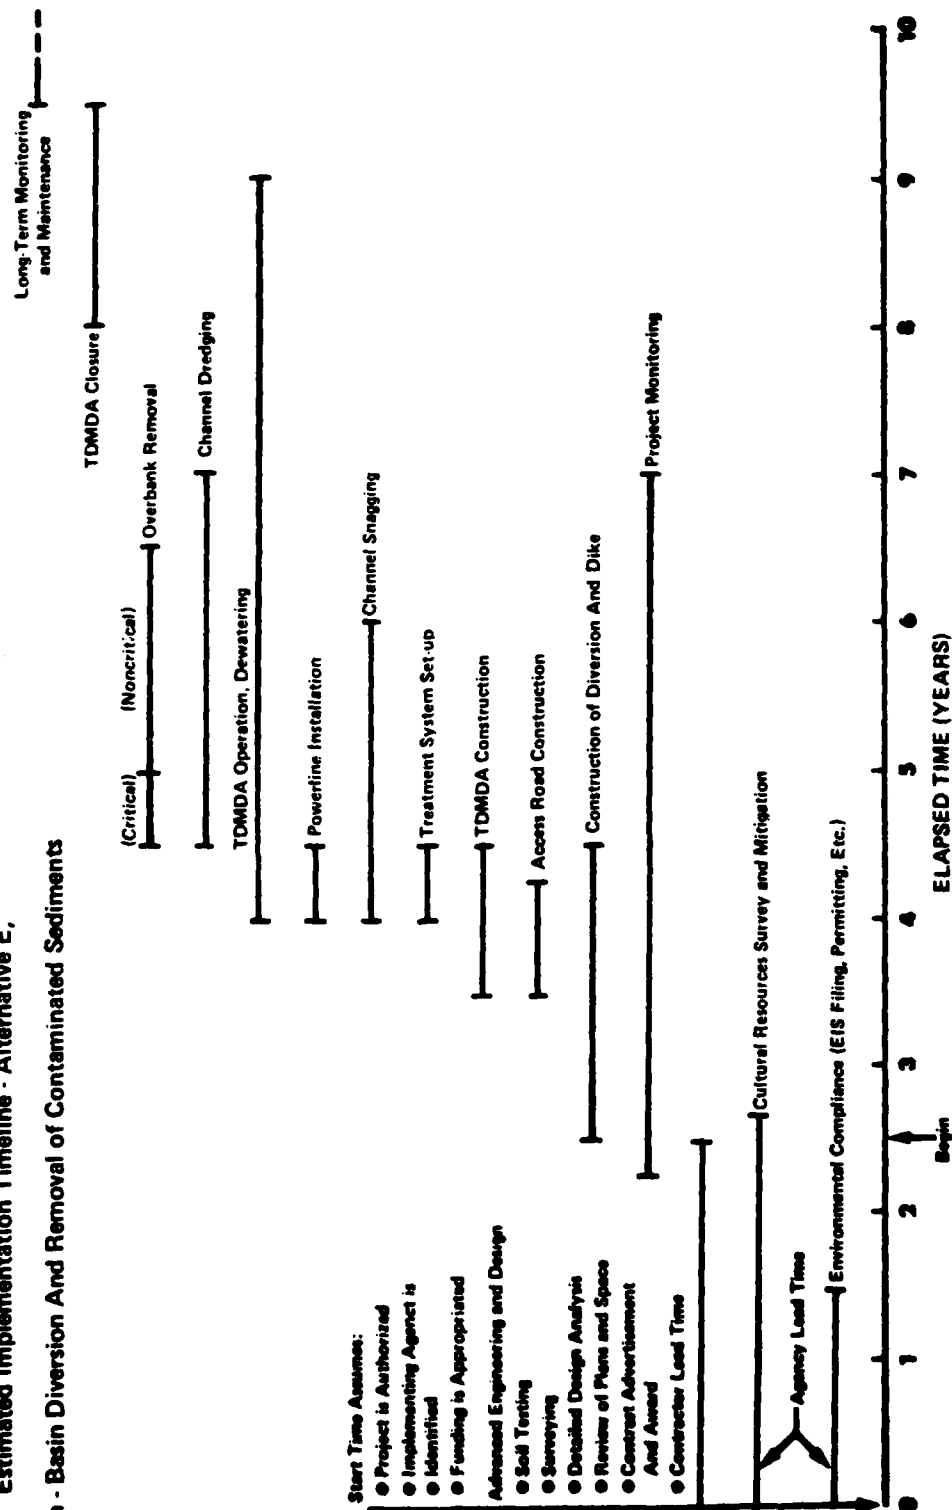 Estimated Implementation Timeline - Alternative E,
- Basin Diversion And Removal of Contaminated Sediments
Long-Term Monitoring
and Maintenance
TDMDA Closure
(Critical)
(Noncritical)
Overbank Removal
Channel Dredging
TDMDA Operation, Dewatering
Powerline Installation
Channel Snagging
Treatment System Set-up
TDMDA Construction
Access Road Construction
Construction of Diversion And Dike
Project Monitoring
Start Time Assumes:
● Project is Authorized
● Implementing Agenct is
● Identified
● Funding is Appropriated
Advanced Engineering and Design
● Soil Testing
● Surveying
● Detailed Design Analysis
● Review of Plans and Space
● Contract Advertisement
And Award
● Contractor Lead Time
Cultural Resources Survey and Mitigation
Agency Lead Time
Environmental Compliance (EIS Filing, Permitting, Etc.)
0 1 2 3 4 5 6 7 8 9 10
Begin
ELAPSED TIME (YEARS)